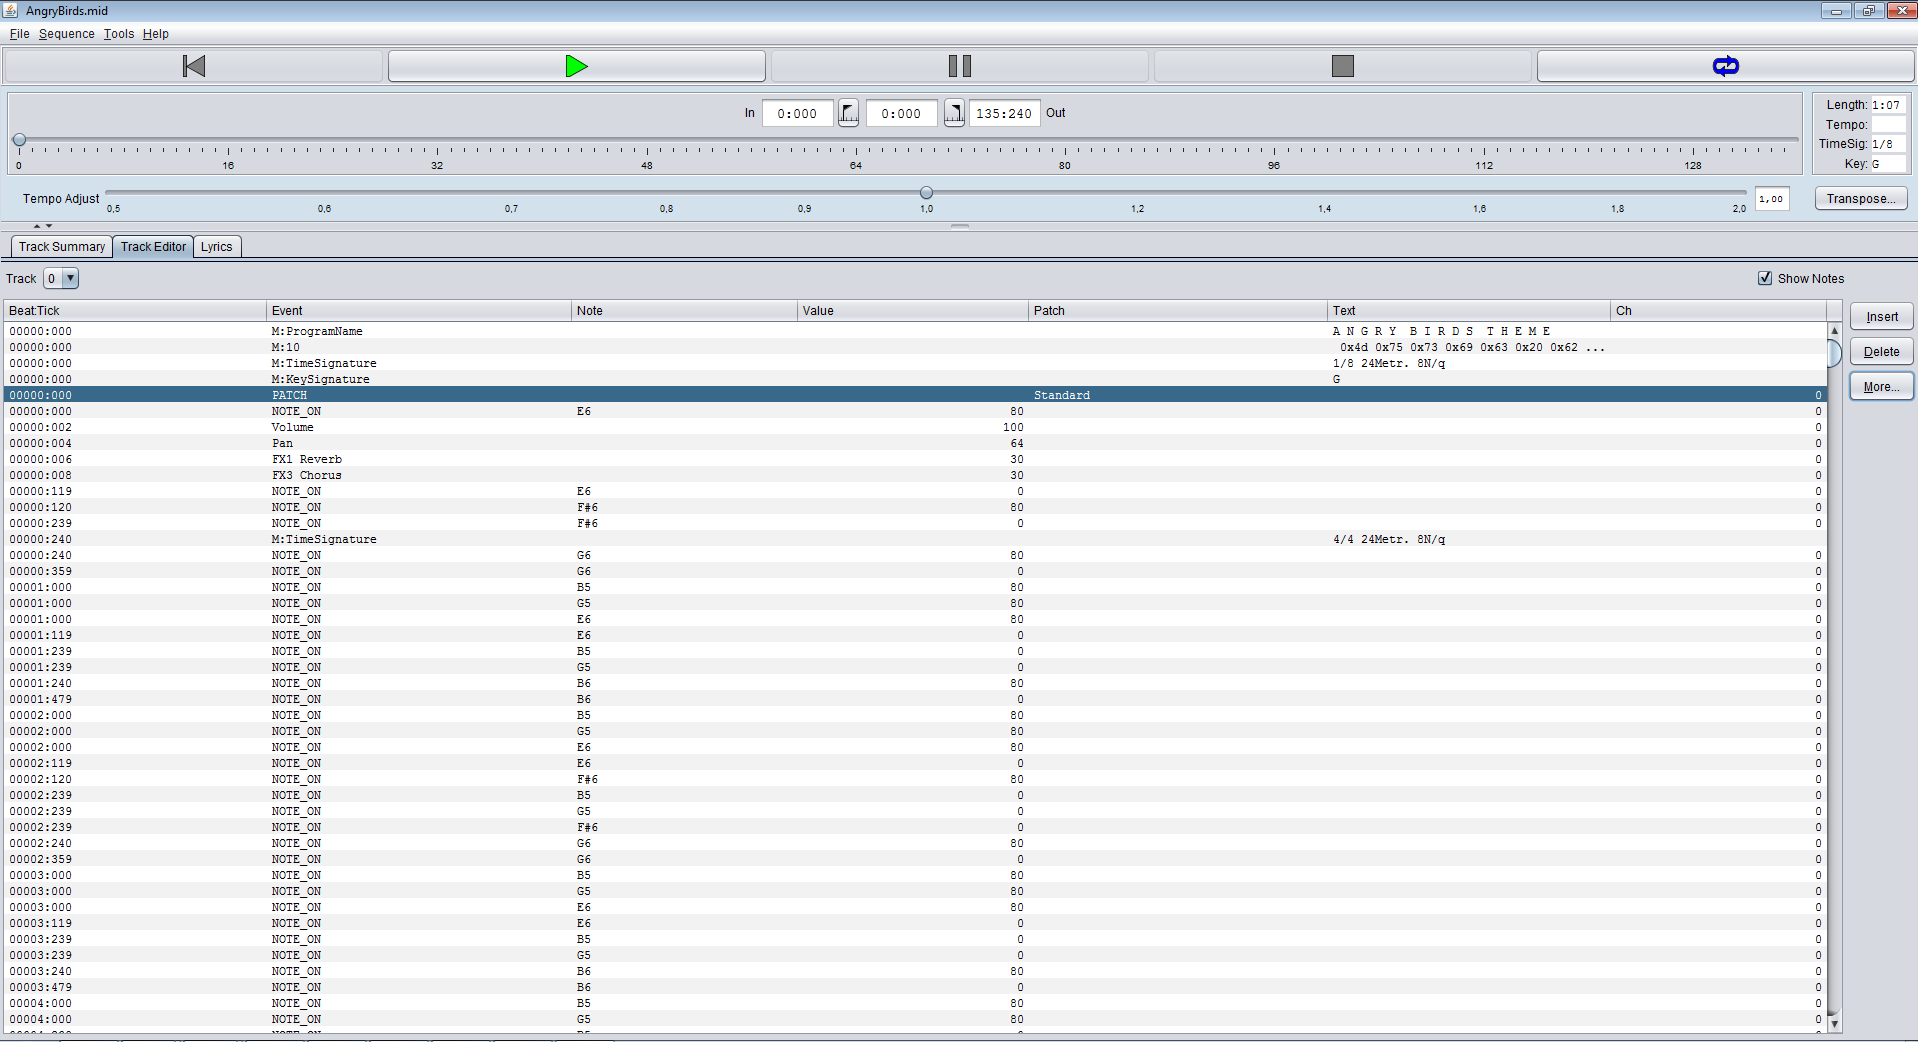 AngryBirds.mid
File Sequence Tools Help
In 0:000 0:000 135:240 Out
Length: 1:07
Tempo:
TimeSig: 1/8
Key: G
0 16 32 48 64 80 96 112 128
Tempo Adjust 0,5 0,6 0,7 0,8 0,9 1,0 1,2 1,4 1,6 1,8 2,0 1,00 Transpose...
Track Summary Track Editor Lyrics
Track 0 Show Notes
Beat:Tick Event Note Value Patch Text Ch
Insert
Delete
More...
00000:000 M:ProgramName A N G R Y B I R D S T H E M E
00000:000 M:10 0x4d 0x75 0x73 0x69 0x63 0x20 0x62 ...
00000:000 M:TimeSignature 1/8 24Metr. 8N/q
00000:000 M:KeySignature G
00000:000 PATCH Standard 0
00000:000 NOTE_ON E6 80 0
00000:002 Volume 100 0
00000:004 Pan 64 0
00000:006 FX1 Reverb 30 0
00000:008 FX3 Chorus 30 0
00000:119 NOTE_ON E6 0 0
00000:120 NOTE_ON F#6 80 0
00000:239 NOTE_ON F#6 0 0
00000:240 M:TimeSignature 4/4 24Metr. 8N/q
00000:240 NOTE_ON G6 80 0
00000:359 NOTE_ON G6 0 0
00001:000 NOTE_ON B5 80 0
00001:000 NOTE_ON G5 80 0
00001:000 NOTE_ON E6 80 0
00001:119 NOTE_ON E6 0 0
00001:239 NOTE_ON B5 0 0
00001:239 NOTE_ON G5 0 0
00001:240 NOTE_ON B6 80 0
00001:479 NOTE_ON B6 0 0
00002:000 NOTE_ON B5 80 0
00002:000 NOTE_ON G5 80 0
00002:000 NOTE_ON E6 80 0
00002:119 NOTE_ON E6 0 0
00002:120 NOTE_ON F#6 80 0
00002:239 NOTE_ON B5 0 0
00002:239 NOTE_ON G5 0 0
00002:239 NOTE_ON F#6 0 0
00002:240 NOTE_ON G6 80 0
00002:359 NOTE_ON G6 0 0
00003:000 NOTE_ON B5 80 0
00003:000 NOTE_ON G5 80 0
00003:000 NOTE_ON E6 80 0
00003:119 NOTE_ON E6 0 0
00003:239 NOTE_ON B5 0 0
00003:239 NOTE_ON G5 0 0
00003:240 NOTE_ON B6 80 0
00003:479 NOTE_ON B6 0 0
00004:000 NOTE_ON B5 80 0
00004:000 NOTE_ON G5 80 0